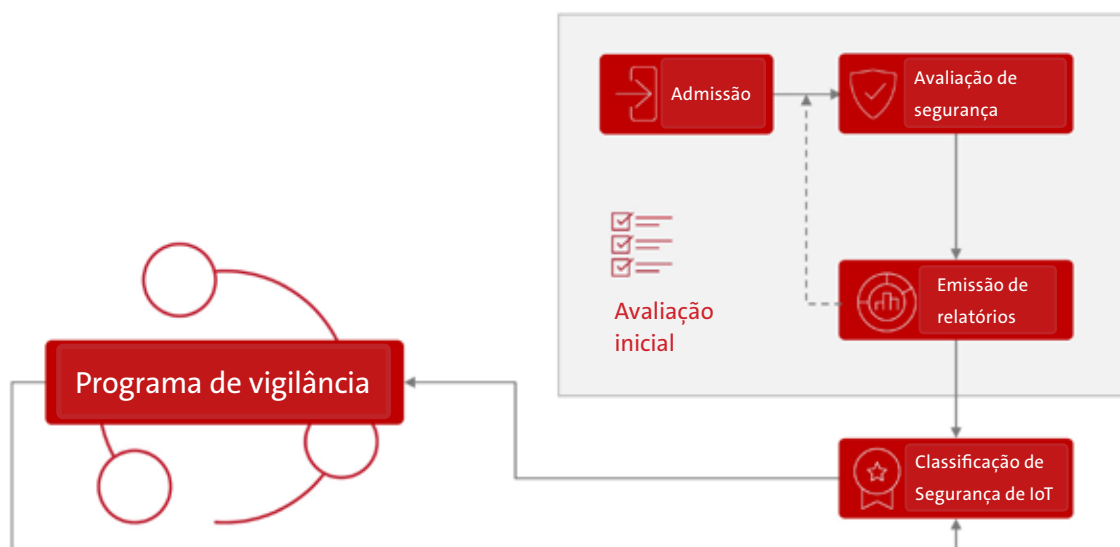 Admissão
Avaliação de
segurança
Avaliação
inicial
Emissão de
relatórios
Programa de vigilância
Classificação de
Segurança de IoT